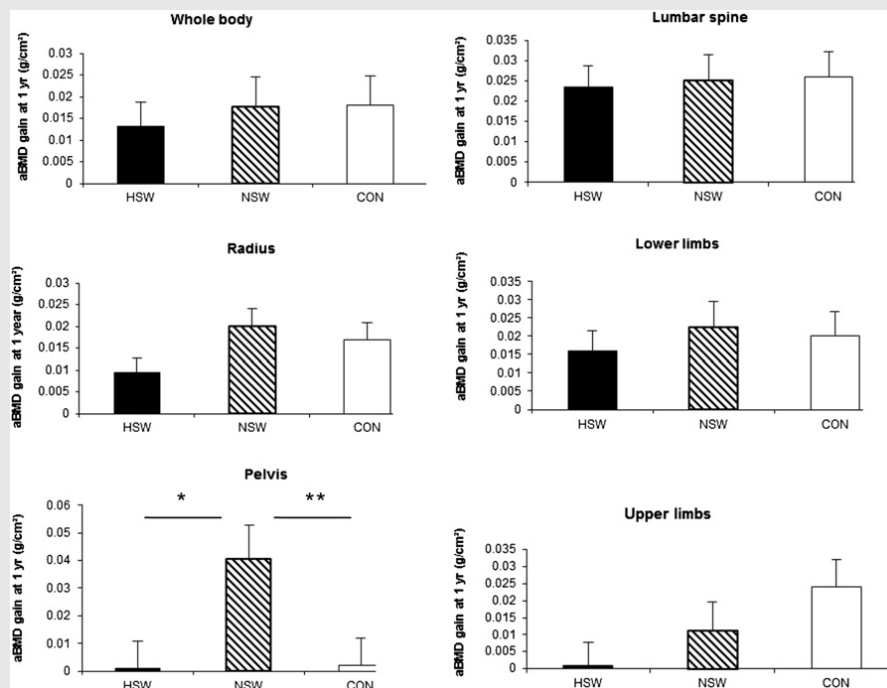 Whole body
aBMD gain at 1 yr (g/cm²)
0.03
0.025
0.02
0.015
0.01
0.005
0
HSW NSW CON
Lumbar spine
aBMD gain at 1 yr (g/cm²)
0.035
0.03
0.025
0.02
0.015
0.01
0.005
0
HSW NSW CON
Radius
aBMD gain at 1 year (g/cm²)
0.03
0.025
0.02
0.015
0.01
0.005
0
HSW NSW CON
Lower limbs
aBMD gain at 1 yr (g/cm²)
0.035
0.03
0.025
0.02
0.015
0.01
0.005
0
HSW NSW CON
Pelvis
aBMD gain at 1 yr (g/cm²)
0.06
0.05
0.04
0.03
0.02
0.01
0
* **
HSW NSW CON
Upper limbs
aBMD gain at 1 yr (g/cm²)
0.035
0.03
0.025
0.02
0.015
0.01
0.005
0
HSW NSW CON